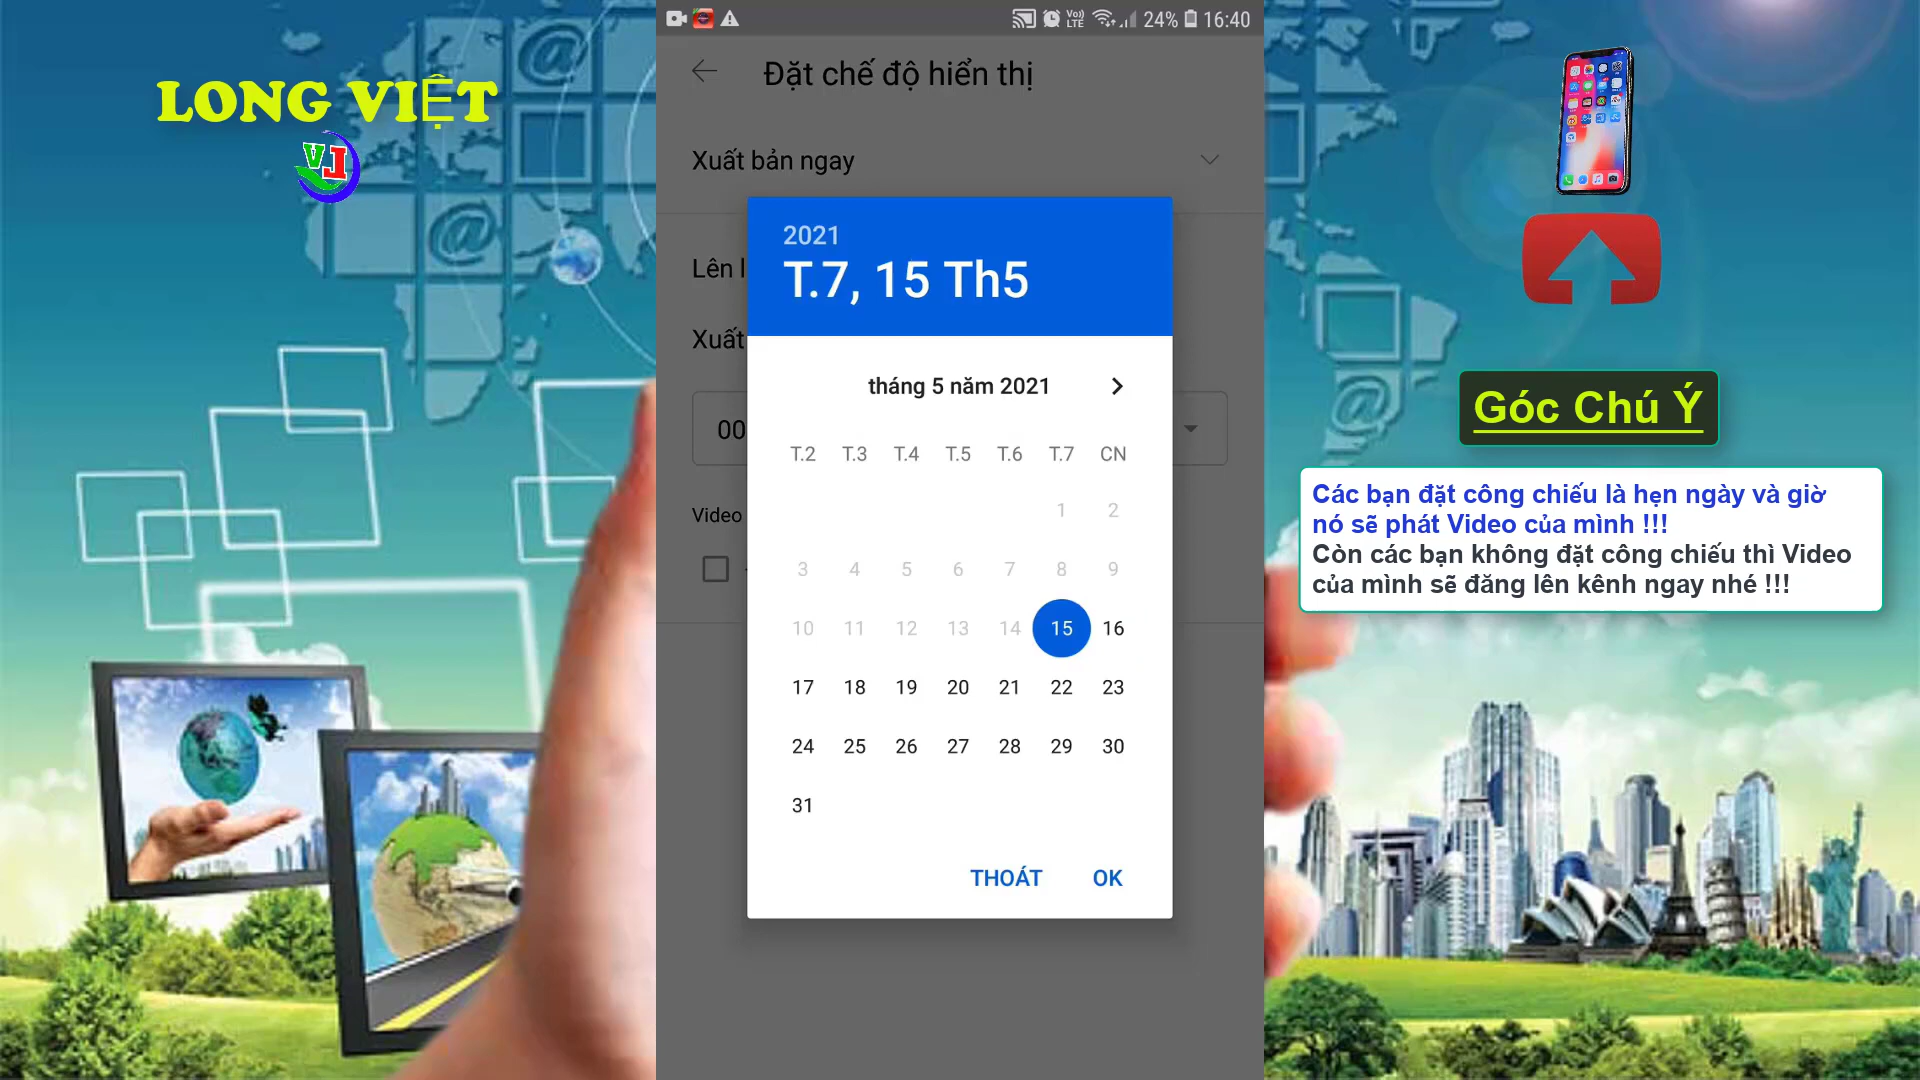 LONG VIỆT
VL
24% 16:40
Vo))
LTE
Đặt chế độ hiển thị
Xuất bản ngay
Lên l
Xuất
00
Video
2021
T.7, 15 Th5
tháng 5 năm 2021
T.2 T.3 T.4 T.5 T.6 T.7 CN
1 2
3 4 5 6 7 8 9
10 11 12 13 14 15 16
17 18 19 20 21 22 23
24 25 26 27 28 29 30
31
THOÁT OK
Góc Chú Ý
Các bạn đặt công chiếu là hẹn ngày và giờ
nó sẽ phát Video của mình !!!
Còn các bạn không đặt công chiếu thì Video
của mình sẽ đăng lên kênh ngay nhé !!!